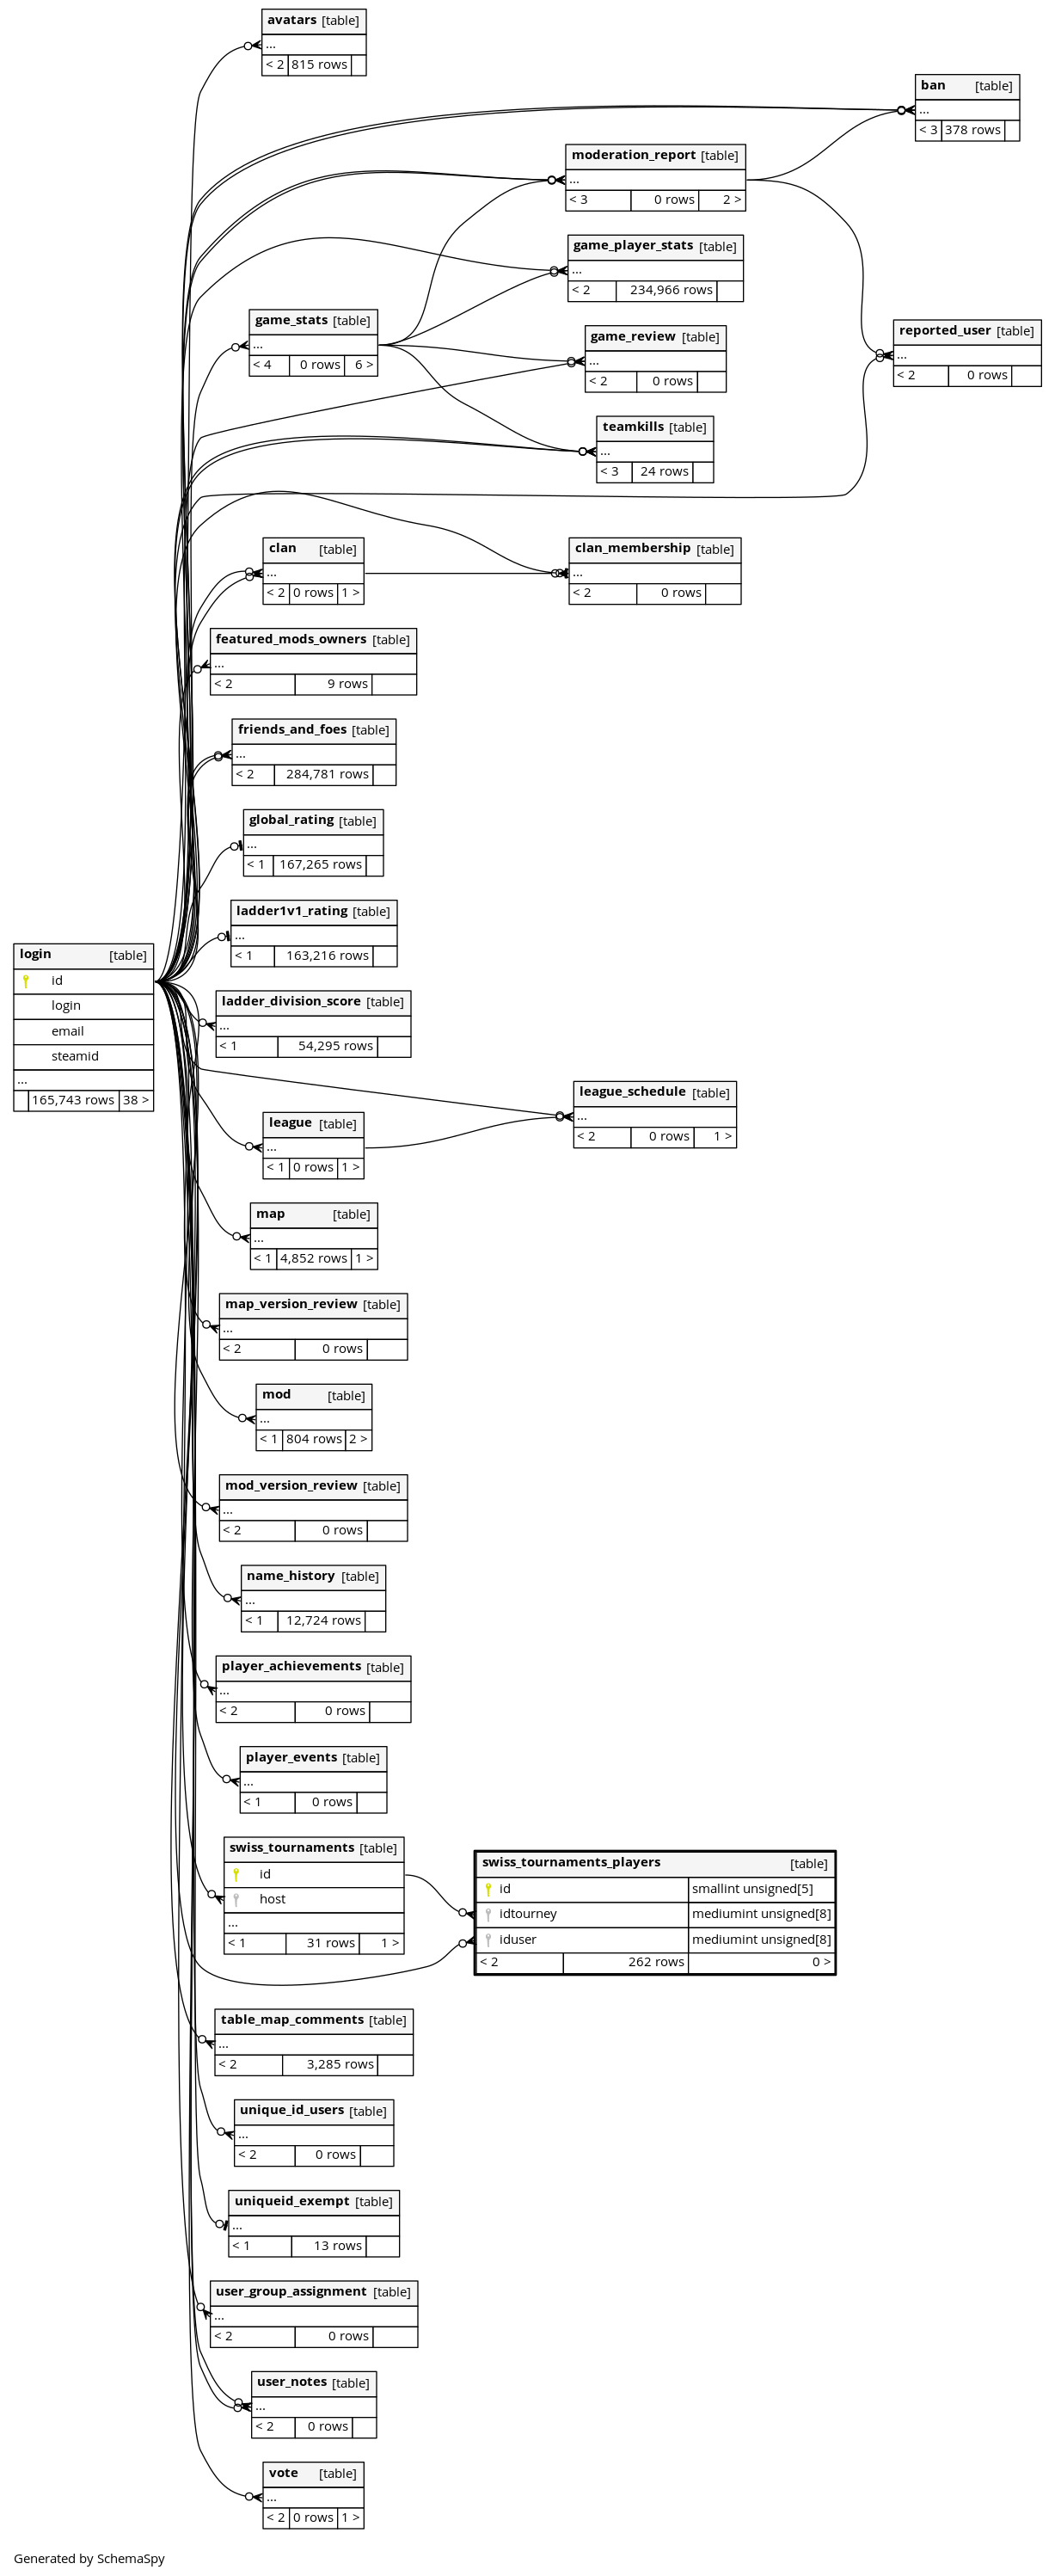 avatars [table]
...
< 2 815 rows
ban [table]
...
< 3 378 rows
moderation_report [table]
...
< 3 0 rows 2 >
game_player_stats [table]
...
< 2 234,966 rows
game_stats [table]
...
< 4 0 rows 6 >
game_review [table]
...
< 2 0 rows
reported_user [table]
...
< 2 0 rows
teamkills [table]
...
< 3 24 rows
clan [table]
...
< 2 0 rows 1 >
clan_membership [table]
...
< 2 0 rows
featured_mods_owners [table]
...
< 2 9 rows
friends_and_foes [table]
...
< 2 284,781 rows
global_rating [table]
...
< 1 167,265 rows
ladder1v1_rating [table]
...
< 1 163,216 rows
login [table]
id
login
email
steamid
...
165,743 rows 38 >
ladder_division_score [table]
...
< 1 54,295 rows
league_schedule [table]
...
< 2 0 rows 1 >
league [table]
...
< 1 0 rows 1 >
map [table]
...
< 1 4,852 rows 1 >
map_version_review [table]
...
< 2 0 rows
mod [table]
...
< 1 804 rows 2 >
mod_version_review [table]
...
< 2 0 rows
name_history [table]
...
< 1 12,724 rows
player_achievements [table]
...
< 2 0 rows
player_events [table]
...
< 1 0 rows
swiss_tournaments [table]
id
host
...
< 1 31 rows 1 >
swiss_tournaments_players [table]
id smallint unsigned[5]
idtourney mediumint unsigned[8]
iduser mediumint unsigned[8]
< 2 262 rows 0 >
table_map_comments [table]
...
< 2 3,285 rows
unique_id_users [table]
...
< 2 0 rows
uniqueid_exempt [table]
...
< 1 13 rows
user_group_assignment [table]
...
< 2 0 rows
user_notes [table]
...
< 2 0 rows
vote [table]
...
< 2 0 rows 1 >
Generated by SchemaSpy